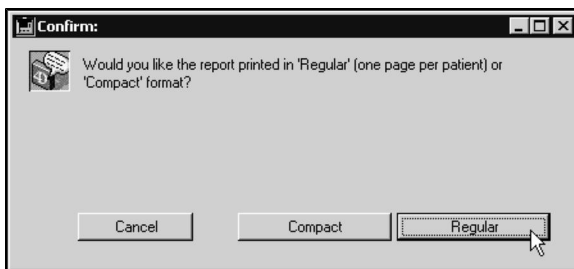 Confirm:
Would you like the report printed in 'Regular' (one page per patient) or
'Compact' format?
Cancel Compact Regular